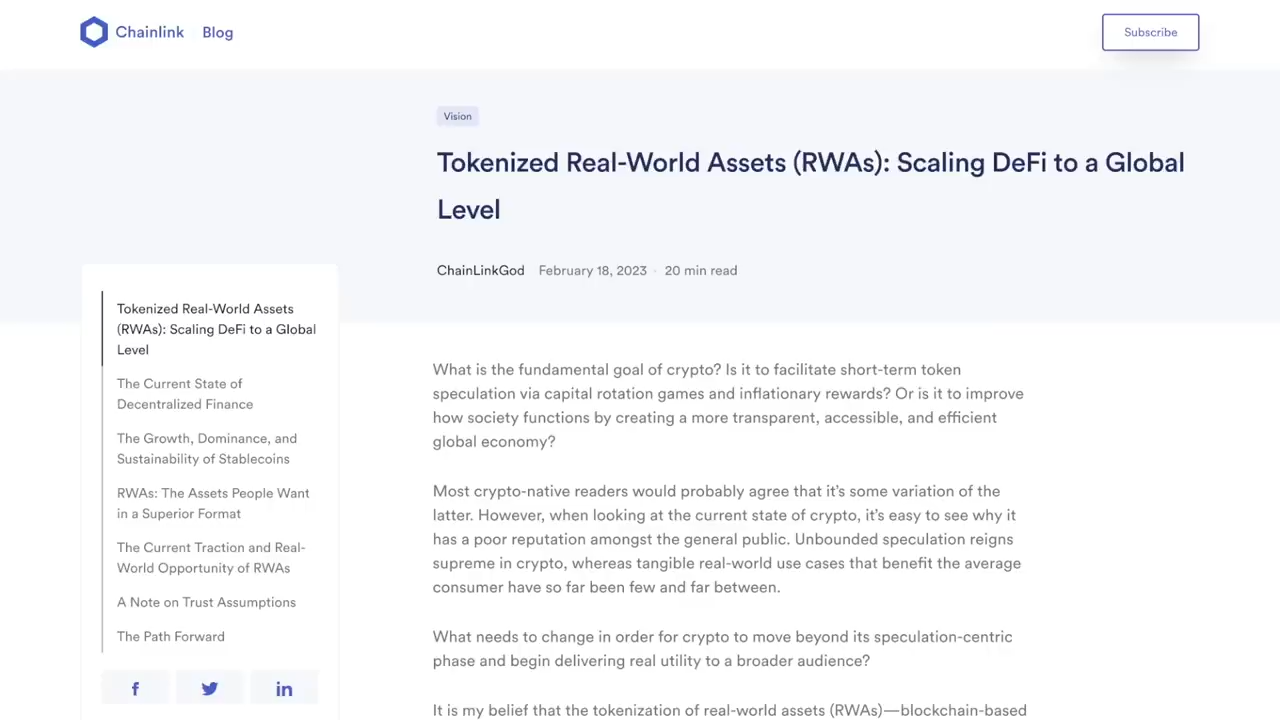 Chainlink Blog
Subscribe
Vision
Tokenized Real-World Assets (RWAs): Scaling DeFi to a Global
Level
ChainLinkGod February 18, 2023 · 20 min read
Tokenized Real-World Assets
(RWAs): Scaling DeFi to a Global
Level
The Current State of
Decentralized Finance
The Growth, Dominance, and
Sustainability of Stablecoins
RWAs: The Assets People Want
in a Superior Format
The Current Traction and Real-
World Opportunity of RWAs
A Note on Trust Assumptions
The Path Forward
f
in
What is the fundamental goal of crypto? Is it to facilitate short-term token
speculation via capital rotation games and inflationary rewards? Or is it to improve
how society functions by creating a more transparent, accessible, and efficient
global economy?
Most crypto-native readers would probably agree that it’s some variation of the
latter. However, when looking at the current state of crypto, it’s easy to see why it
has a poor reputation amongst the general public. Unbounded speculation reigns
supreme in crypto, whereas tangible real-world use cases that benefit the average
consumer have so far been few and far between.
What needs to change in order for crypto to move beyond its speculation-centric
phase and begin delivering real utility to a broader audience?
It is my belief that the tokenization of real-world assets (RWAs)—blockchain-based